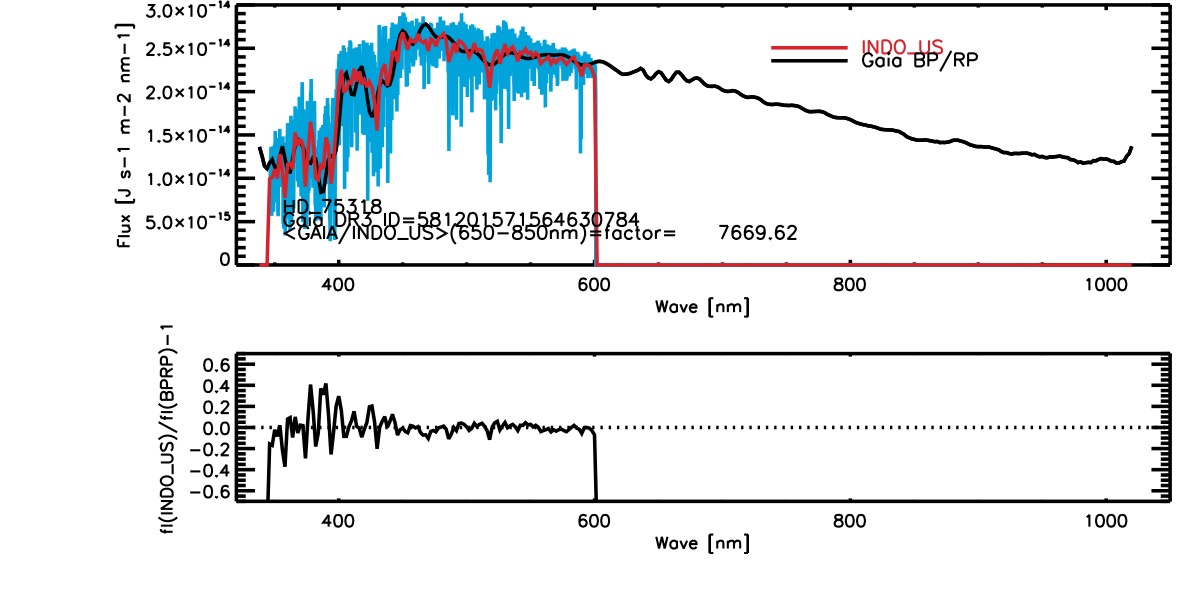 3.0×10⁻¹⁴
2.5×10⁻¹⁴
2.0×10⁻¹⁴
1.5×10⁻¹⁴
1.0×10⁻¹⁴
5.0×10⁻¹⁵
0
Flux [J s−1 m−2 nm−1]
INDO_US
Gaia BP/RP
HD_75318
Gaia DR3 ID=5812015715646307​84
<GAIA/INDO_US>(650−850nm)=factor= 7669.62
400 600 800 1000
Wave [nm]
0.6
0.4
0.2
0.0
−0.2
−0.4
−0.6
fl(INDO_US)/fl(BPRP)−1
400 600 800 1000
Wave [nm]